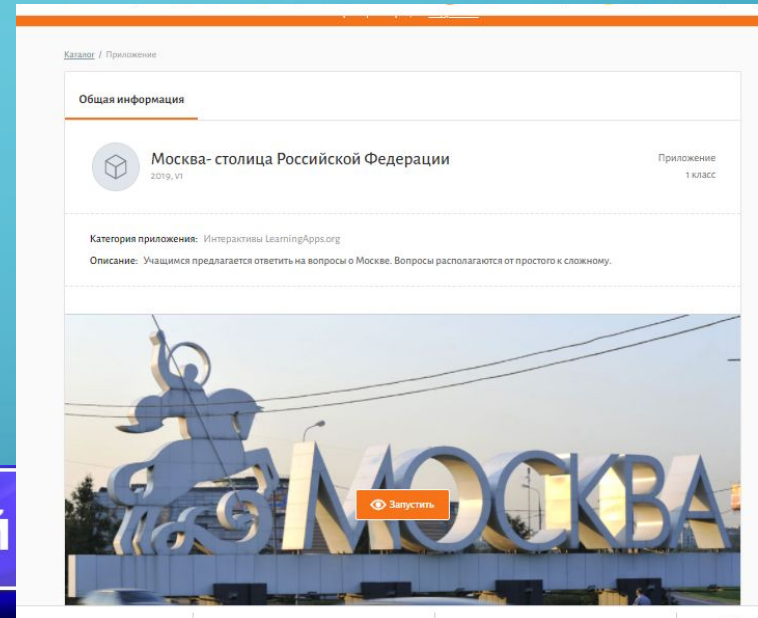 Каталог / Приложение
Общая информация
Москва- столица Российской Федерации
2019, v1
Приложение
1 класс
Категория приложения: Интерактивы LearningApps.org
Описание: Учащимся предлагается ответить на вопросы о Москве. Вопросы располагаются от простого к сложному.
МОСКВА
Запустить
й